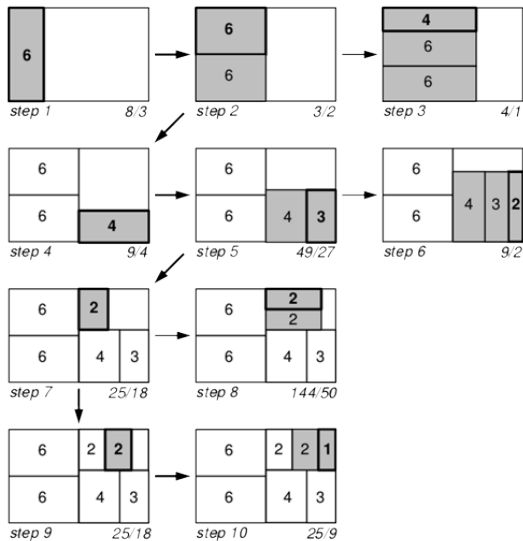 6
step 1 8/3
6
6
step 2 3/2
4
6
6
step 3 4/1
6
6 4
step 4 9/4
6
6 4 3
step 5 49/27
6
6 4 3 2
step 6 9/2
6 2
6 4 3
step 7 25/18
6 2
2
6 4 3
step 8 144/50
6 2 2
6 4 3
step 9 25/18
6 2 2 1
6 4 3
step 10 25/9